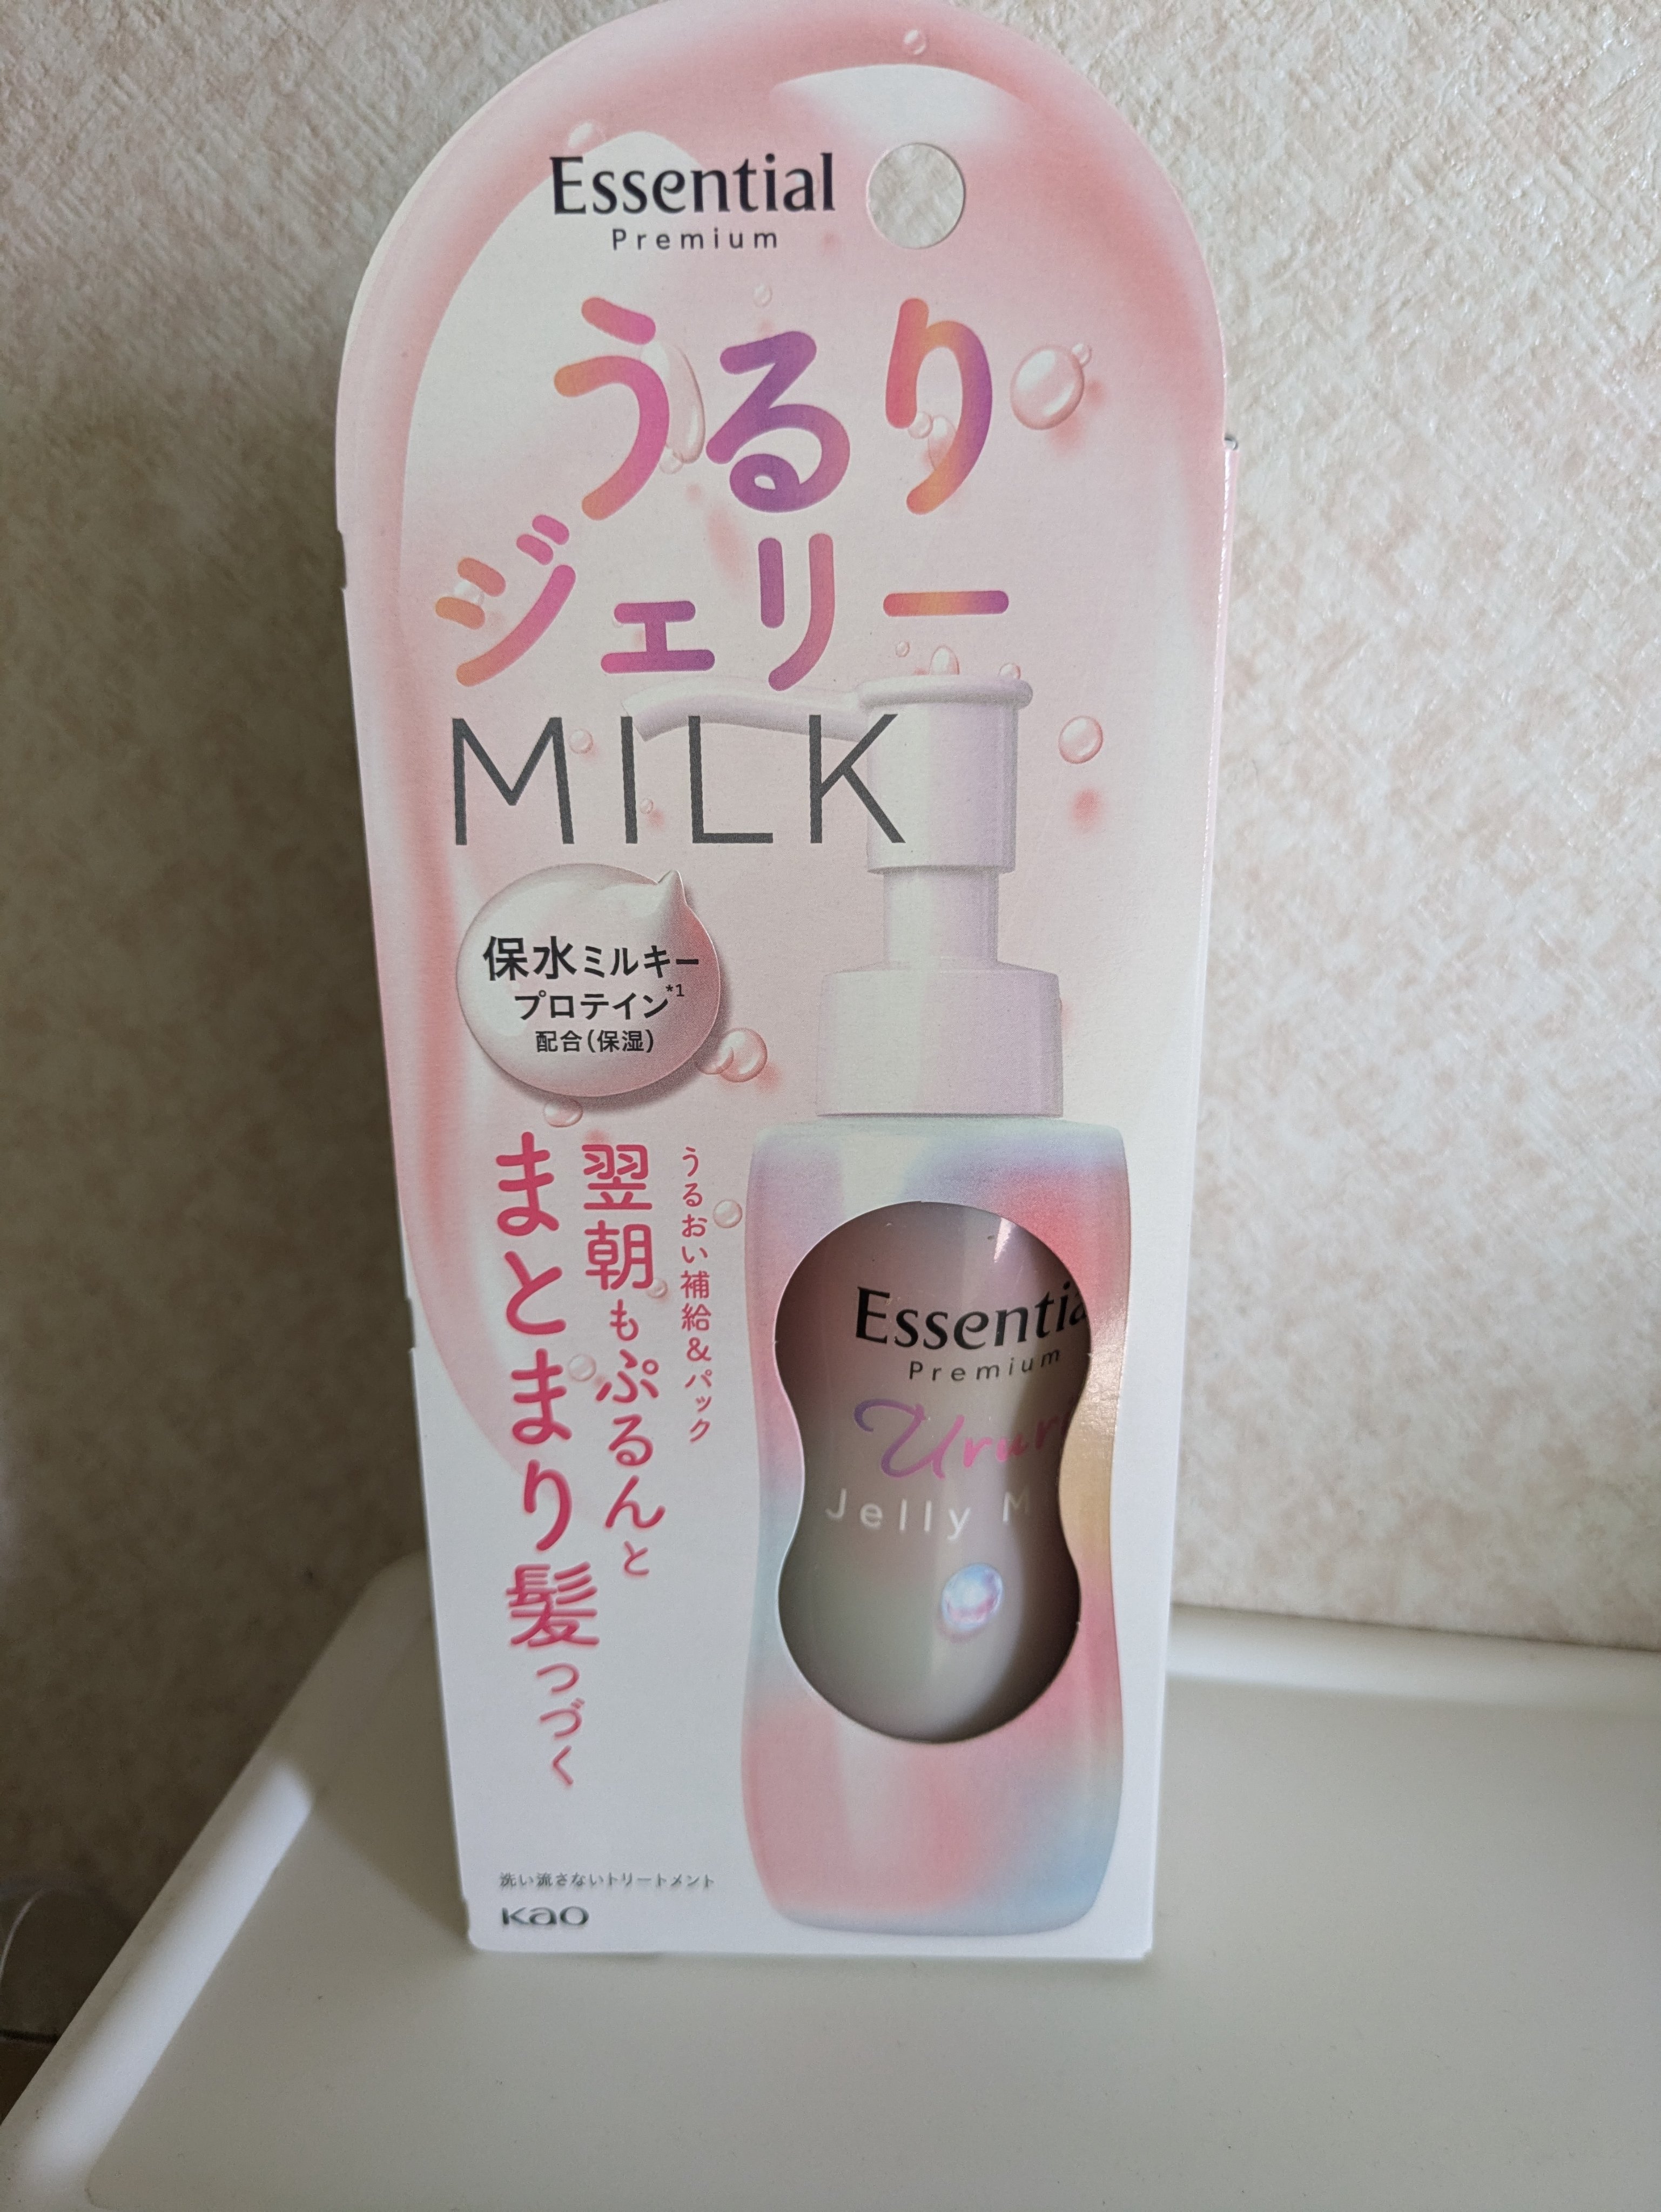 Essential
Premium
うるり
ジェリー
MILK
保水ミルキー
プロテイン*1
配合(保湿)
うるおい補給&パック
翌朝もぷるんと
まとまり髪つづく
Essentia
Premium
Urur
Jelly M
洗い流さないトリートメント
Kao